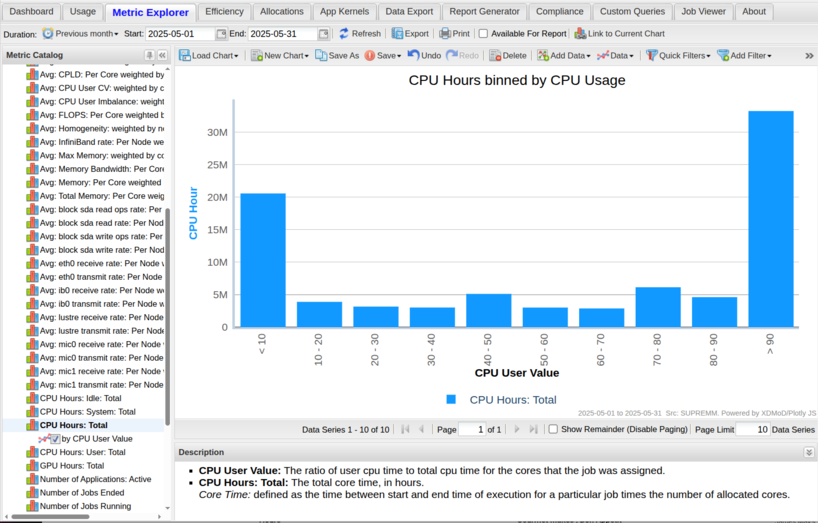 Dashboard Usage Metric Explorer Efficiency Allocations App Kernels Data Export Report Generator Compliance Custom Queries Job Viewer About
Duration: Previous month Start: 2025-05-01 End: 2025-05-31 Refresh Export Print Available For Report Link to Current Chart
Metric Catalog
Load Chart New Chart Save As Save Undo Redo Delete Add Data Data Quick Filters Add Filter
Avg: CPLD: Per Core weighted by
Avg: CPU User CV: weighted by c
Avg: CPU User Imbalance: weight
Avg: FLOPS: Per Core weighted b
Avg: Homogeneity: weighted by n
Avg: InfiniBand rate: Per Node we
Avg: Max Memory: weighted by co
Avg: Memory Bandwidth: Per Core
Avg: Memory: Per Core weighted
Avg: Total Memory: Per Core weig
Avg: block sda read ops rate: Per
Avg: block sda read rate: Per Nod
Avg: block sda write ops rate: Per
Avg: block sda write rate: Per Nod
Avg: eth0 receive rate: Per Node v
Avg: eth0 transmit rate: Per Node
Avg: ib0 receive rate: Per Node we
Avg: ib0 transmit rate: Per Node w
Avg: lustre receive rate: Per Node
Avg: lustre transmit rate: Per Node
Avg: mic0 receive rate: Per Node
Avg: mic0 transmit rate: Per Node
Avg: mic1 receive rate: Per Node
Avg: mic1 transmit rate: Per Node
CPU Hours: Idle: Total
CPU Hours: System: Total
CPU Hours: Total
by CPU User Value
CPU Hours: User: Total
GPU Hours: Total
Number of Applications: Active
Number of Jobs Ended
Number of Jobs Running
CPU Hours binned by CPU Usage
CPU Hour
30M
25M
20M
15M
10M
5M
0
< 10 10 - 20 20 - 30 30 - 40 40 - 50 50 - 60 60 - 70 70 - 80 80 - 90 > 90
CPU User Value
CPU Hours: Total
2025-05-01 to 2025-05-31 Src: SUPREMM. Powered by XDMoD/Plotly JS
Data Series 1 - 10 of 10 Page 1 of 1 Show Remainder (Disable Paging) Page Limit 10 Data Series
Description
CPU User Value: The ratio of user cpu time to total cpu time for the cores that the job was assigned.
CPU Hours: Total: The total core time, in hours.
Core Time: defined as the time between start and end time of execution for a particular job times the number of allocated cores.